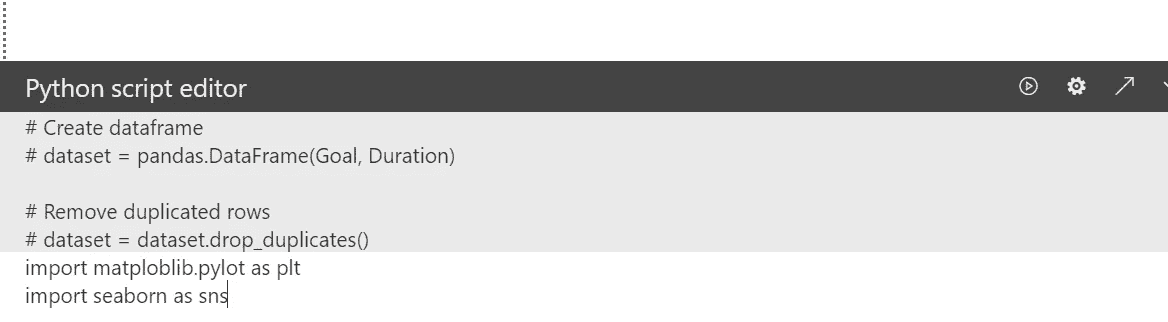 Python script editor
# Create dataframe
# dataset = pandas.DataFrame(Goal, Duration)
# Remove duplicated rows
# dataset = dataset.drop_duplicates()
import matploblib.pylot as plt
import seaborn as sns